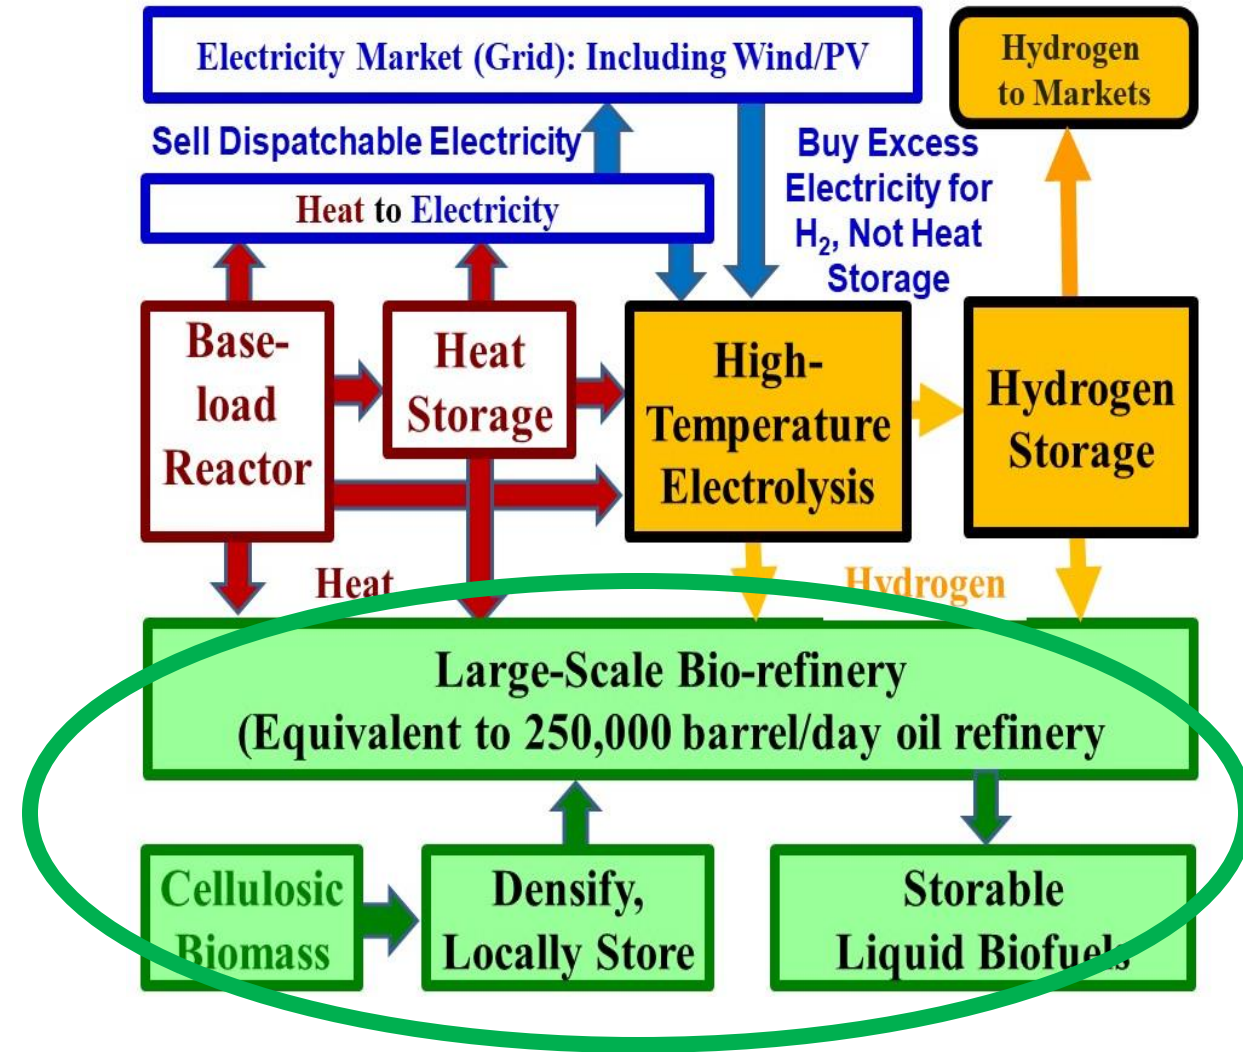 Electricity Market (Grid): Including Wind/PV
Hydrogen
to Markets
Sell Dispatchable Electricity
Buy Excess
Electricity for
H₂, Not Heat
Storage
Heat to Electricity
Base-
load
Reactor
Heat
Storage
High-
Temperature
Electrolysis
Hydrogen
Storage
Heat
Hydrogen
Large-Scale Bio-refinery
(Equivalent to 250,000 barrel/day oil refinery
Cellulosic
Biomass
Densify,
Locally Store
Storable
Liquid Biofuels